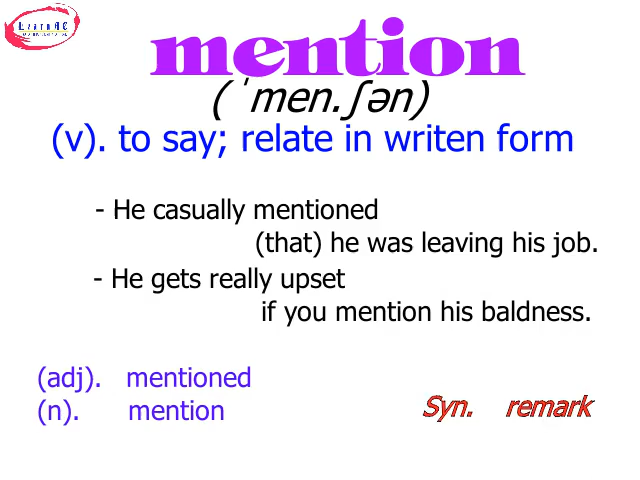 LearnAC
mention
(ˈmen.ʃən)
(v). to say; relate in writen form
- He casually mentioned
(that) he was leaving his job.
- He gets really upset
if you mention his baldness.
(adj). mentioned
(n). mention
Syn. remark